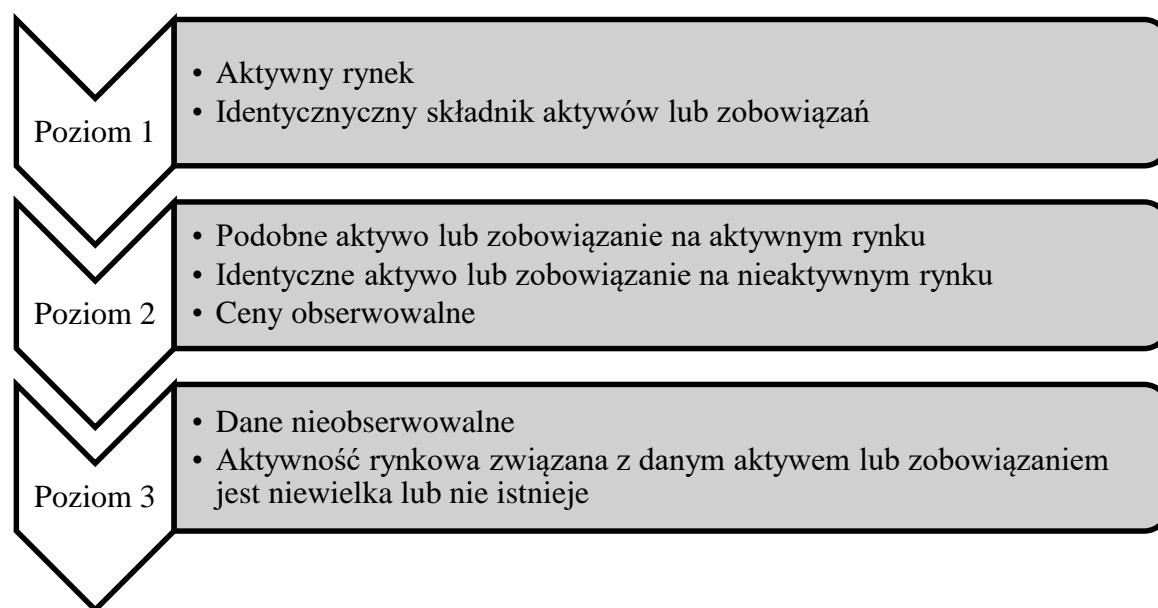 Poziom 1
• Aktywny rynek
• Identycznyczny składnik aktywów lub zobowiązań
Poziom 2
• Podobne aktywo lub zobowiązanie na aktywnym rynku
• Identyczne aktywo lub zobowiązanie na nieaktywnym rynku
• Ceny obserwowalne
Poziom 3
• Dane nieobserwowalne
• Aktywność rynkowa związana z danym aktywem lub zobowiązaniem
jest niewielka lub nie istnieje